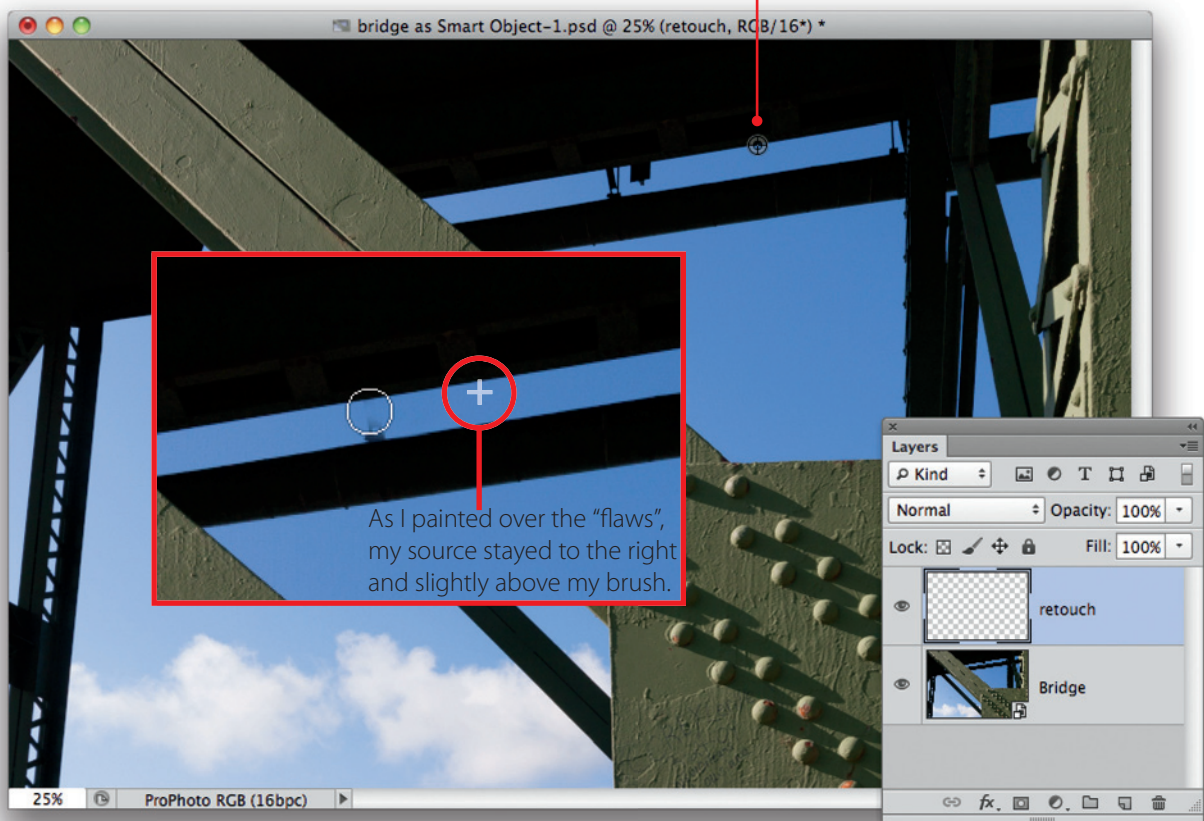 bridge as Smart Object-1.psd @ 25% (retouch, RGB/16*) *
As I painted over the “flaws”,
my source stayed to the right
and slightly above my brush.
Layers
Kind
Normal
Opacity: 100%
Lock:
Fill: 100%
retouch
Bridge
fx
25%
ProPhoto RGB (16bpc)